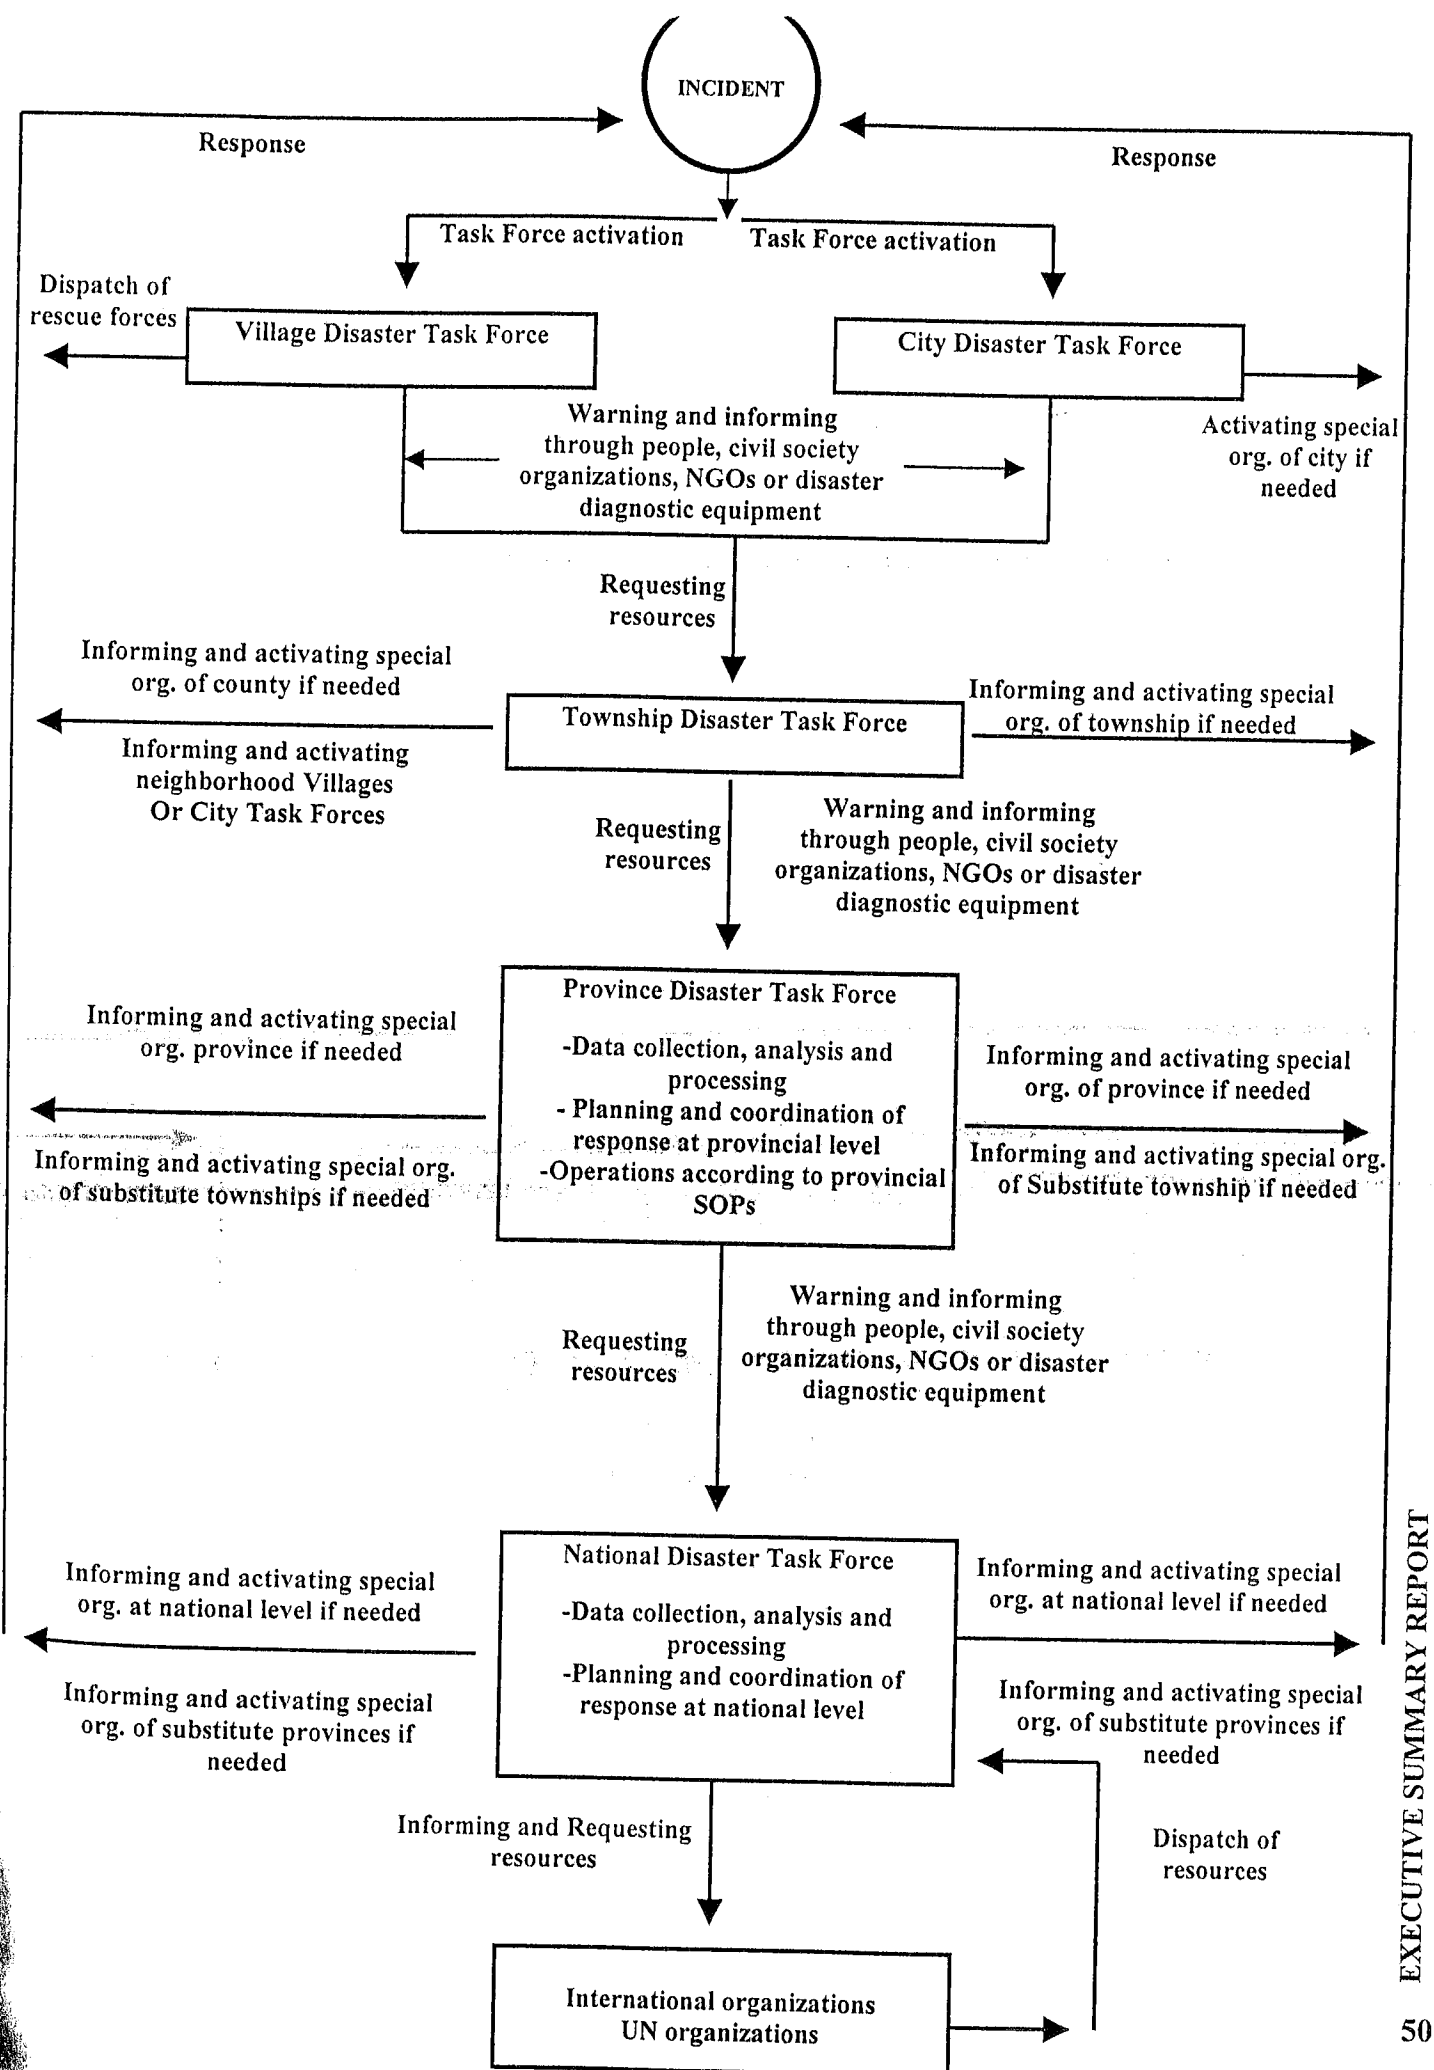 INCIDENT
Response
Response
Task Force activation
Task Force activation
Dispatch of
rescue forces
Village Disaster Task Force
City Disaster Task Force
Warning and informing
through people, civil society
organizations, NGOs or disaster
diagnostic equipment
Activating special
org. of city if
needed
Requesting
resources
Informing and activating special
org. of county if needed
Township Disaster Task Force
Informing and activating special
org. of township if needed
Informing and activating
neighborhood Villages
Or City Task Forces
Requesting
resources
Warning and informing
through people, civil society
organizations, NGOs or disaster
diagnostic equipment
Province Disaster Task Force
-Data collection, analysis and
processing
- Planning and coordination of
response at provincial level
-Operations according to provincial
SOPs
Informing and activating special
org. province if needed
Informing and activating special org.
of substitute townships if needed
Informing and activating special
org. of province if needed
Informing and activating special org.
of Substitute township if needed
Requesting
resources
Warning and informing
through people, civil society
organizations, NGOs or disaster
diagnostic equipment
National Disaster Task Force
-Data collection, analysis and
processing
-Planning and coordination of
response at national level
Informing and activating special
org. at national level if needed
Informing and activating special
org. of substitute provinces if
needed
Informing and activating special
org. at national level if needed
Informing and activating special
org. of substitute provinces if
needed
Informing and Requesting
resources
Dispatch of
resources
International organizations
UN organizations
EXECUTIVE SUMMARY REPORT
50